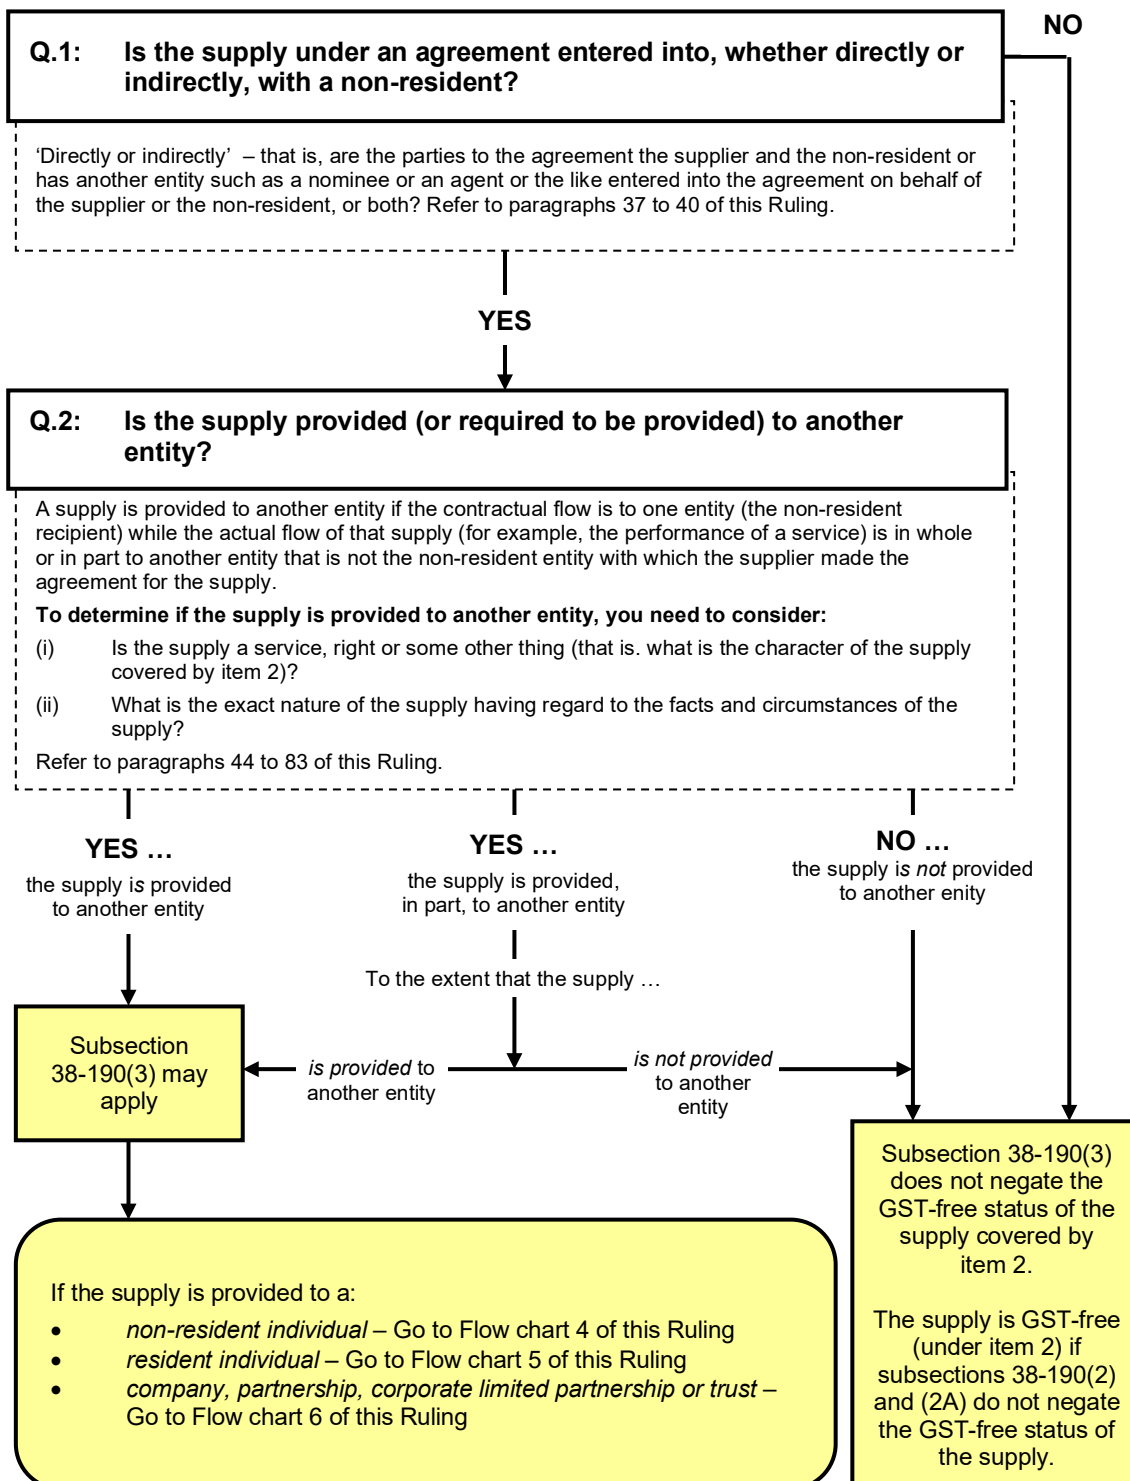 NO
Q.1: Is the supply under an agreement entered into, whether directly or
indirectly, with a non-resident?
‘Directly or indirectly’ – that is, are the parties to the agreement the supplier and the non-resident or
has another entity such as a nominee or an agent or the like entered into the agreement on behalf of
the supplier or the non-resident, or both? Refer to paragraphs 37 to 40 of this Ruling.
YES
Q.2: Is the supply provided (or required to be provided) to another
entity?
A supply is provided to another entity if the contractual flow is to one entity (the non-resident
recipient) while the actual flow of that supply (for example, the performance of a service) is in whole
or in part to another entity that is not the non-resident entity with which the supplier made the
agreement for the supply.
To determine if the supply is provided to another entity, you need to consider:
(i) Is the supply a service, right or some other thing (that is. what is the character of the supply
covered by item 2)?
(ii) What is the exact nature of the supply having regard to the facts and circumstances of the
supply?
Refer to paragraphs 44 to 83 of this Ruling.
YES …
the supply is provided
to another entity
YES …
the supply is provided,
in part, to another entity
NO …
the supply is not provided
to another enity
To the extent that the supply …
Subsection
38-190(3) may
apply
is provided to
another entity
is not provided
to another
entity
Subsection 38-190(3)
does not negate the
GST-free status of the
supply covered by
item 2.
The supply is GST-free
(under item 2) if
subsections 38-190(2)
and (2A) do not negate
the GST-free status of
the supply.
If the supply is provided to a:
• non-resident individual – Go to Flow chart 4 of this Ruling
• resident individual – Go to Flow chart 5 of this Ruling
• company, partnership, corporate limited partnership or trust –
Go to Flow chart 6 of this Ruling